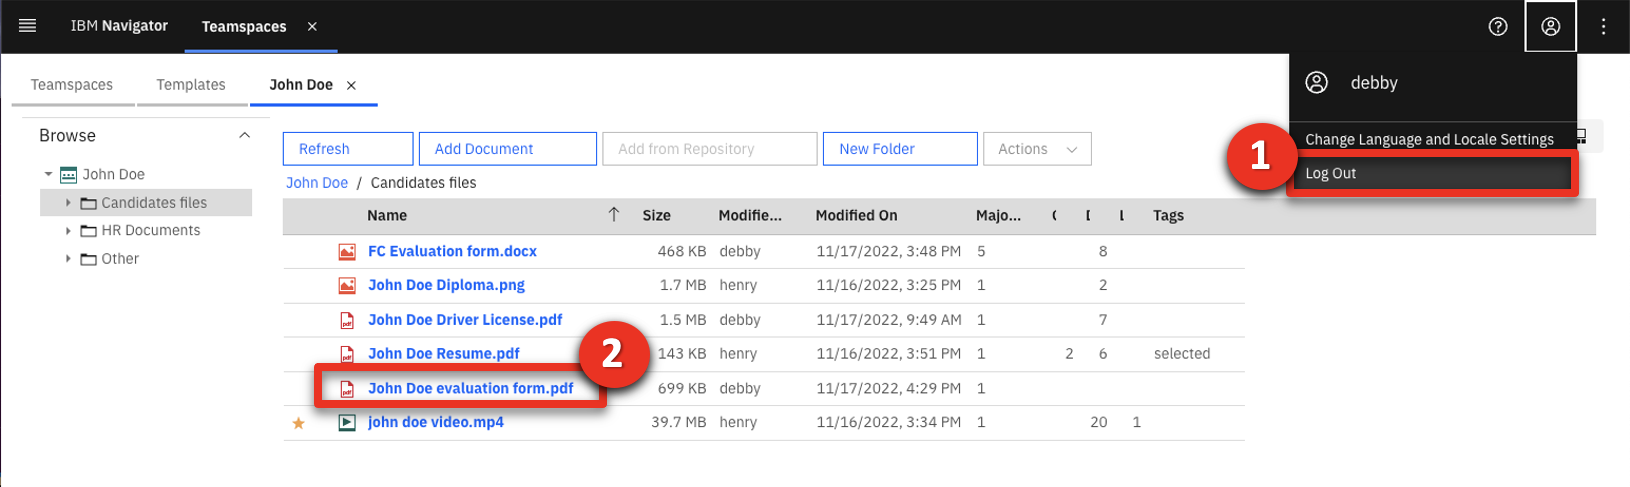 IBM Navigator Teamspaces ×
debby
Teamspaces Templates John Doe ×
Change Language and Locale Settings
Log Out
1
Browse
John Doe
Candidates files
HR Documents
Other
Refresh Add Document Add from Repository New Folder Actions
John Doe / Candidates files
Name Size Modifie... Modified On Majo... Tags
FC Evaluation form.docx 468 KB debby 11/17/2022, 3:48 PM 5 8
John Doe Diploma.png 1.7 MB henry 11/16/2022, 3:25 PM 1 2
John Doe Driver License.pdf 1.5 MB debby 11/17/2022, 9:49 AM 1 7
John Doe Resume.pdf 143 KB henry 11/16/2022, 3:51 PM 1 2 6 selected
2
John Doe evaluation form.pdf 699 KB debby 11/17/2022, 4:29 PM 1
john doe video.mp4 39.7 MB henry 11/16/2022, 3:34 PM 1 20 1